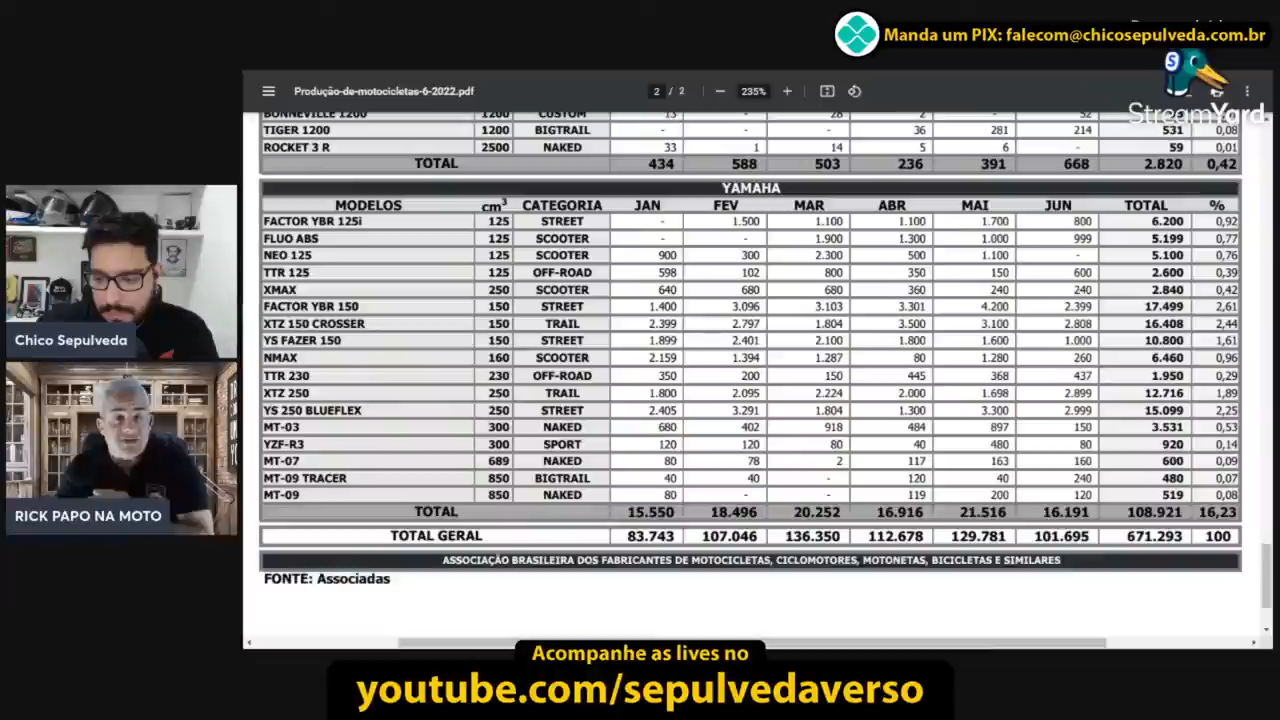 Manda um PIX: falecom@chicosepulveda.com.br
StreamYard
Produção-de-motocicletas-6-2022.pdf 2 / 2 235%
BONNEVILLE 1200 1200 CUSTOM 13 - 28 2 - 52
TIGER 1200 1200 BIGTRAIL - - - 36 281 214 531 0,08
ROCKET 3 R 2500 NAKED 33 1 14 5 6 - 59 0,01
TOTAL 434 588 503 236 391 668 2.820 0,42
YAMAHA
MODELOS cm³ CATEGORIA JAN FEV MAR ABR MAI JUN TOTAL %
FACTOR YBR 125i 125 STREET - 1.500 1.100 1.100 1.700 800 6.200 0,92
FLUO ABS 125 SCOOTER - - 1.900 1.300 1.000 999 5.199 0,77
NEO 125 125 SCOOTER 900 300 2.300 500 1.100 - 5.100 0,76
TTR 125 125 OFF-ROAD 598 102 800 350 150 600 2.600 0,39
XMAX 250 SCOOTER 640 680 680 360 240 240 2.840 0,42
FACTOR YBR 150 150 STREET 1.400 3.096 3.103 3.301 4.200 2.399 17.499 2,61
XTZ 150 CROSSER 150 TRAIL 2.399 2.797 1.804 3.500 3.100 2.808 16.408 2,44
YS FAZER 150 150 STREET 1.899 2.401 2.100 1.800 1.600 1.000 10.800 1,61
NMAX 160 SCOOTER 2.159 1.394 1.287 80 1.280 260 6.460 0,96
TTR 230 230 OFF-ROAD 350 200 150 445 368 437 1.950 0,29
XTZ 250 250 TRAIL 1.800 2.095 2.224 2.000 1.698 2.899 12.716 1,89
YS 250 BLUEFLEX 250 STREET 2.405 3.291 1.804 1.300 3.300 2.999 15.099 2,25
MT-03 300 NAKED 680 402 918 484 897 150 3.531 0,53
YZF-R3 300 SPORT 120 120 80 40 480 80 920 0,14
MT-07 689 NAKED 80 78 2 117 163 160 600 0,09
MT-09 TRACER 850 BIGTRAIL 40 40 - 120 40 240 480 0,07
MT-09 850 NAKED 80 - - 119 200 120 519 0,08
TOTAL 15.550 18.496 20.252 16.916 21.516 16.191 108.921 16,23
TOTAL GERAL 83.743 107.046 136.350 112.678 129.781 101.695 671.293 100
ASSOCIAÇÃO BRASILEIRA DOS FABRICANTES DE MOTOCICLETAS, CICLOMOTORES, MOTONETAS, BICICLETAS E SIMILARES
FONTE: Associadas
Chico Sepulveda
RICK PAPO NA MOTO
Acompanhe as lives no
youtube.com/sepulvedaverso